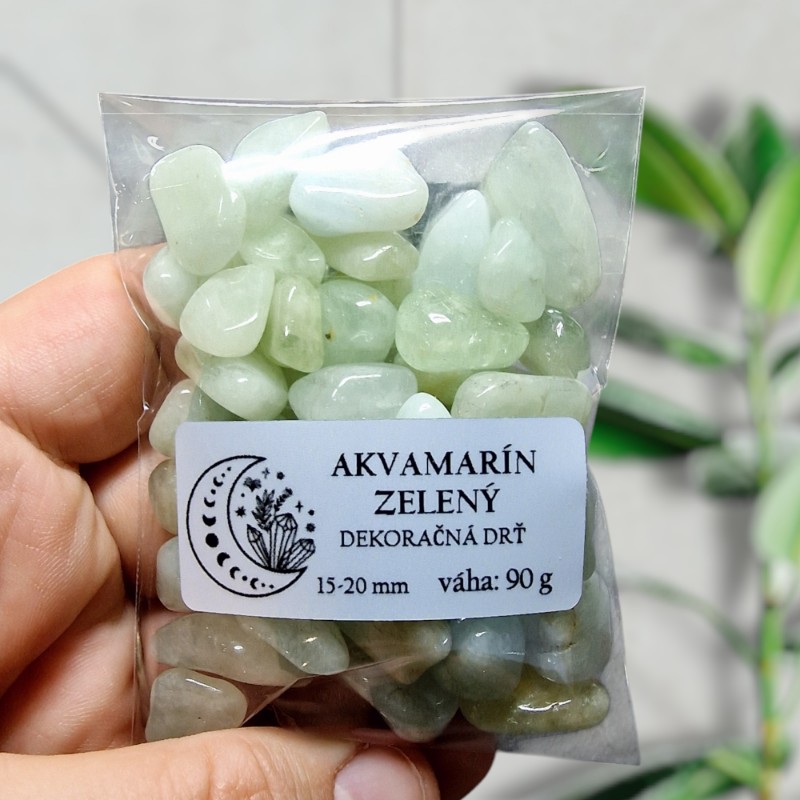 AKVAMARÍN
ZELENÝ
DEKORAČNÁ DRŤ
15-20 mm váha: 90 g